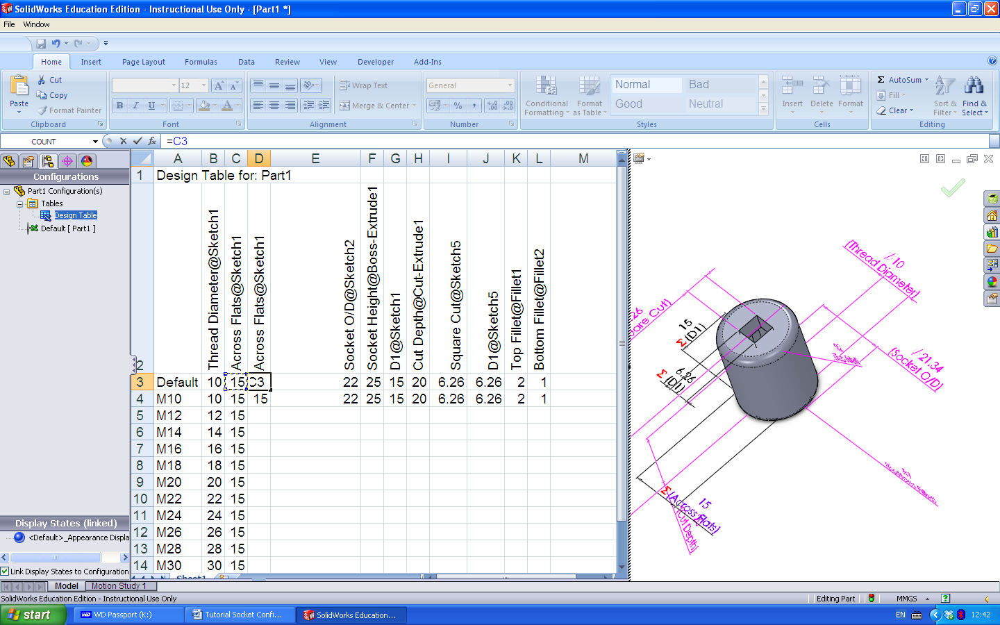 SolidWorks Education Edition - Instructional Use Only - [Part1 *]
File Window
Home Insert Page Layout Formulas Data Review View Developer Add-Ins
Paste
Cut
Copy
Format Painter
Clipboard
12
B I U
Font
Wrap Text
Merge & Center
Alignment
General
Number
Conditional Formatting
Format as Table
Normal Bad
Good Neutral
Styles
Insert Delete Format
Cells
AutoSum
Fill
Clear
Sort & Filter
Find & Select
Editing
COUNT =C3
Configurations
Part1 Configuration(s)
Tables
Design Table
Default [ Part1 ]
Display States (linked)
<Default>_Appearance Displa
Link Display States to Configuration
A B C D E F G H I J K L M
1 Design Table for: Part1
2 Thread Diameter@Sketch1 Across Flats@Sketch1 Across Flats@Sketch1 Socket O/D@Sketch2 Socket Height@Boss-Extrude1 D1@Sketch1 Cut Depth@Cut-Extrude1 Square Cut@Sketch5 D1@Sketch5 Top Fillet@Fillet1 Bottom Fillet@Fillet2
3 Default 10 15 C3 22 25 15 20 6.26 6.26 2 1
4 M10 10 15 15 22 25 15 20 6.26 6.26 2 1
5 M12 12 15
6 M14 14 15
7 M16 16 15
8 M18 18 15
9 M20 20 15
10 M22 22 15
11 M24 24 15
12 M26 26 15
13 M28 28 15
14 M30 30 15
Sheet1
10
(Thread Diameter)
.26
(Square Cut)
15
Σ(D1)
6.26
Σ(D1)
21.34
(Socket O/D)
15
Σ(Across Flats)
(Cut Depth)
Model Motion Study 1
SolidWorks Education Edition - Instructional Use Only
Editing Part MMGS
start
WD Passport (K:)
Tutorial Socket Confi...
SolidWorks Education...
EN
12:42